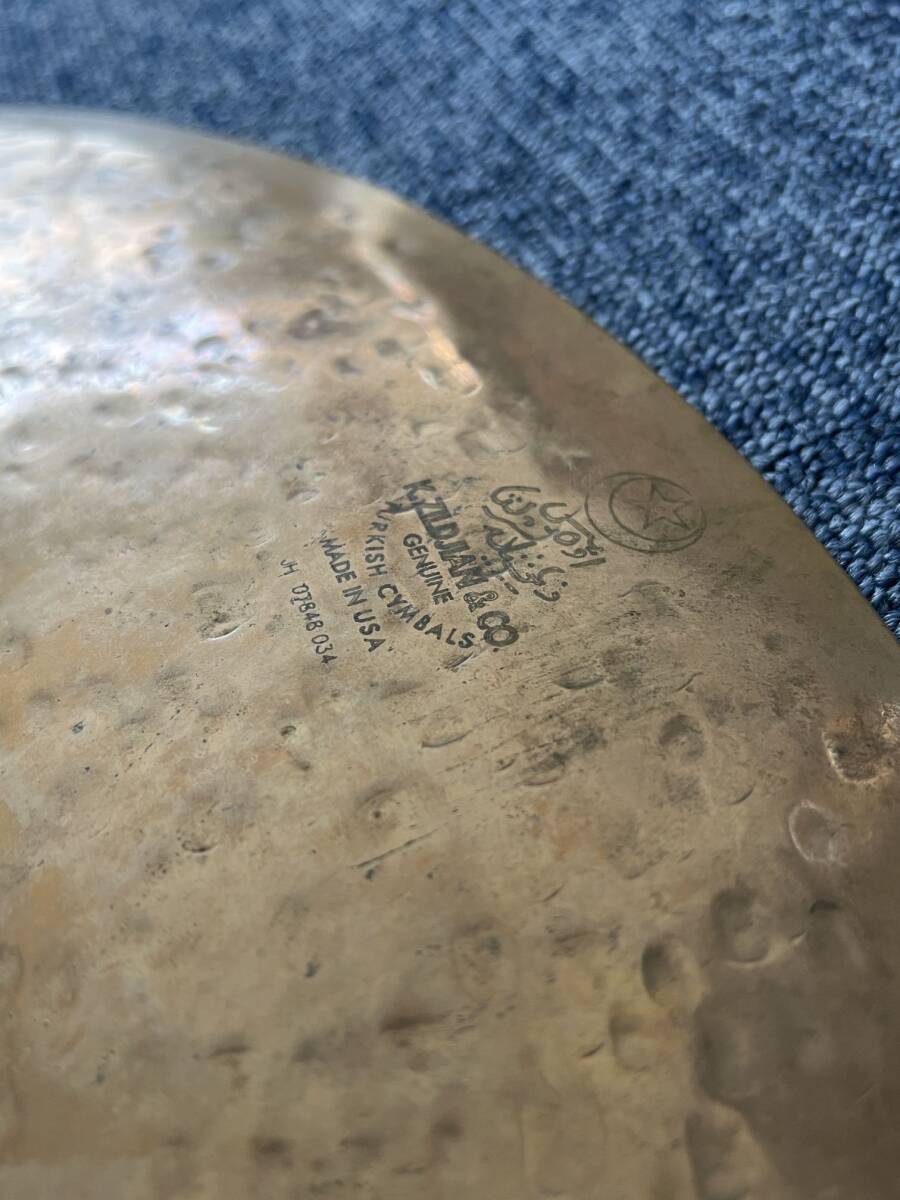 K. ZILDJIAN & CO.
GENUINE
TURKISH CYMBALS
MADE IN USA
JH 07848 034